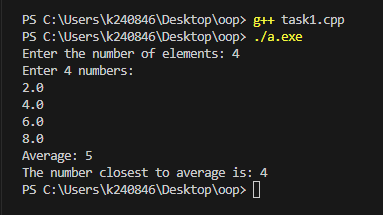 PS C:\Users\k240846\Desktop\oop> g++ task1.cpp
PS C:\Users\k240846\Desktop\oop> ./a.exe
Enter the number of elements: 4
Enter 4 numbers:
2.0
4.0
6.0
8.0
Average: 5
The number closest to average is: 4
PS C:\Users\k240846\Desktop\oop>